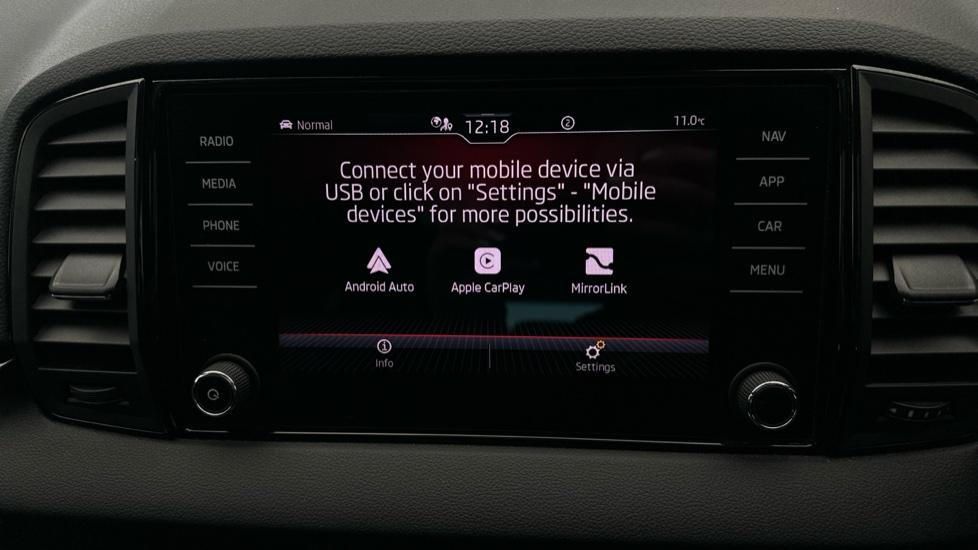 Normal
12:18
2
11.0°C
RADIO
MEDIA
PHONE
VOICE
Connect your mobile device via
USB or click on "Settings" - "Mobile
devices" for more possibilities.
Android Auto
Apple CarPlay
MirrorLink
Info
Settings
NAV
APP
CAR
MENU